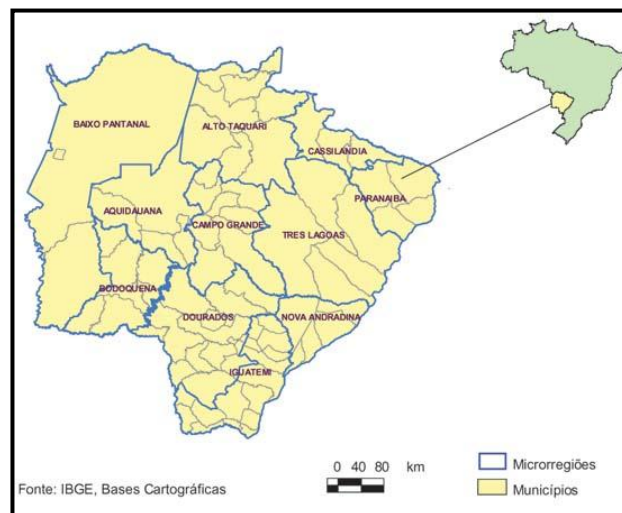 BAIXO PANTANAL
ALTO TAQUARI
CASSILANDIA
PARANAIBA
AQUIDAUANA
CAMPO GRANDE
TRES LAGOAS
BODOQUENA
DOURADOS
NOVA ANDRADINA
IGUATEMI
0 40 80 km
Microrregiões
Municípios
Fonte: IBGE, Bases Cartográficas